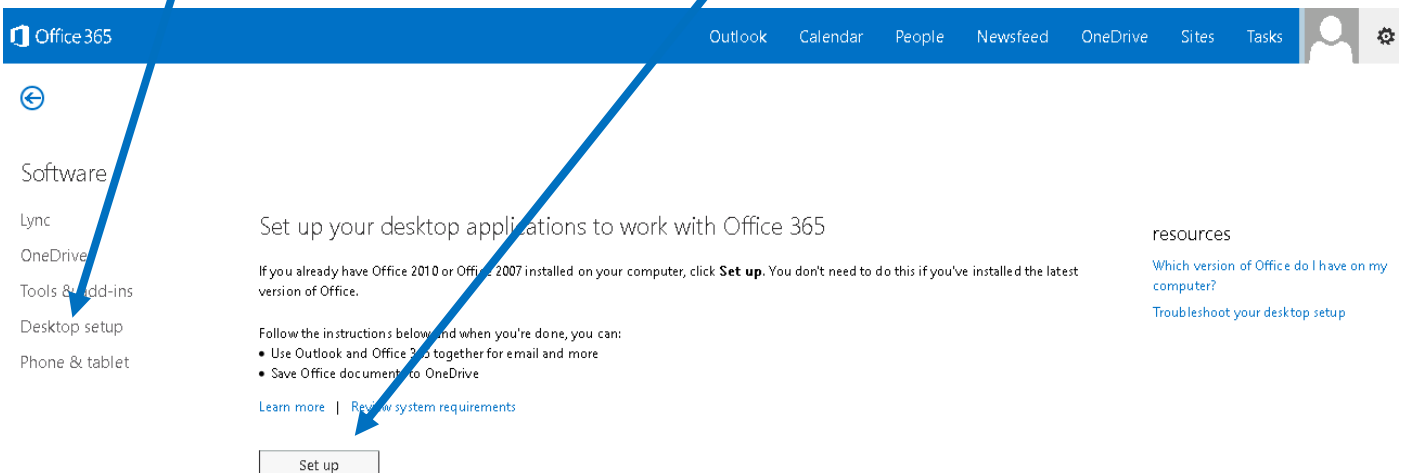 Office 365
Outlook Calendar People Newsfeed OneDrive Sites Tasks
Software
Lync
OneDrive
Tools & add-ins
Desktop setup
Phone & tablet
Set up your desktop applications to work with Office 365
If you already have Office 2010 or Office 2007 installed on your computer, click Set up. You don't need to do this if you've installed the latest
version of Office.
Follow the instructions below and when you're done, you can:
• Use Outlook and Office 365 together for email and more
• Save Office documents to OneDrive
Learn more | Review system requirements
Set up
resources
Which version of Office do I have on my
computer?
Troubleshoot your desktop setup